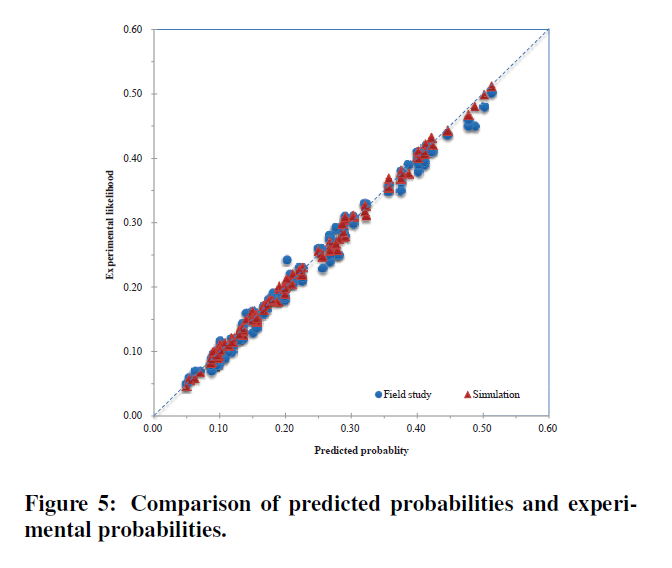 0.60
0.50
0.40
0.30
0.20
0.10
0.00
Experimental likelihood
Field study
Simulation
0.00 0.10 0.20 0.30 0.40 0.50 0.60
Predicted probablity
Figure 5: Comparison of predicted probabilities and experi-
mental probabilities.